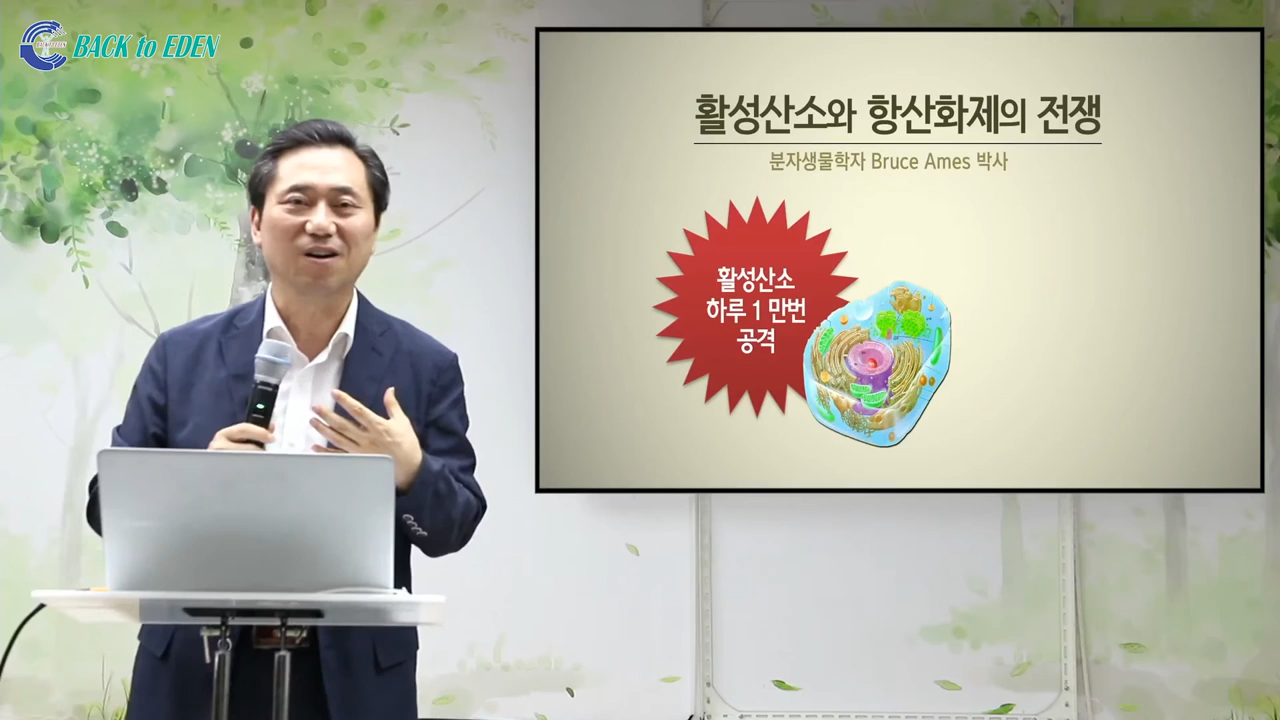 BACK to EDEN
활성산소와 항산화제의 전쟁
분자생물학자 Bruce Ames 박사
활성산소
하루 1 만번
공격